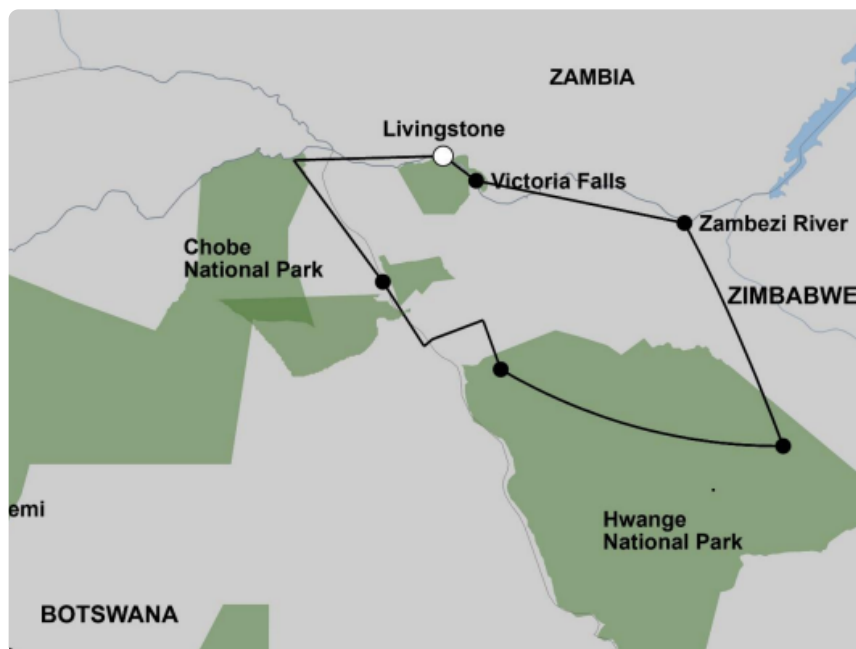 ZAMBIA
Livingstone
Victoria Falls
Zambezi River
Chobe
National Park
ZIMBABWE
emi
Hwange
National Park
BOTSWANA